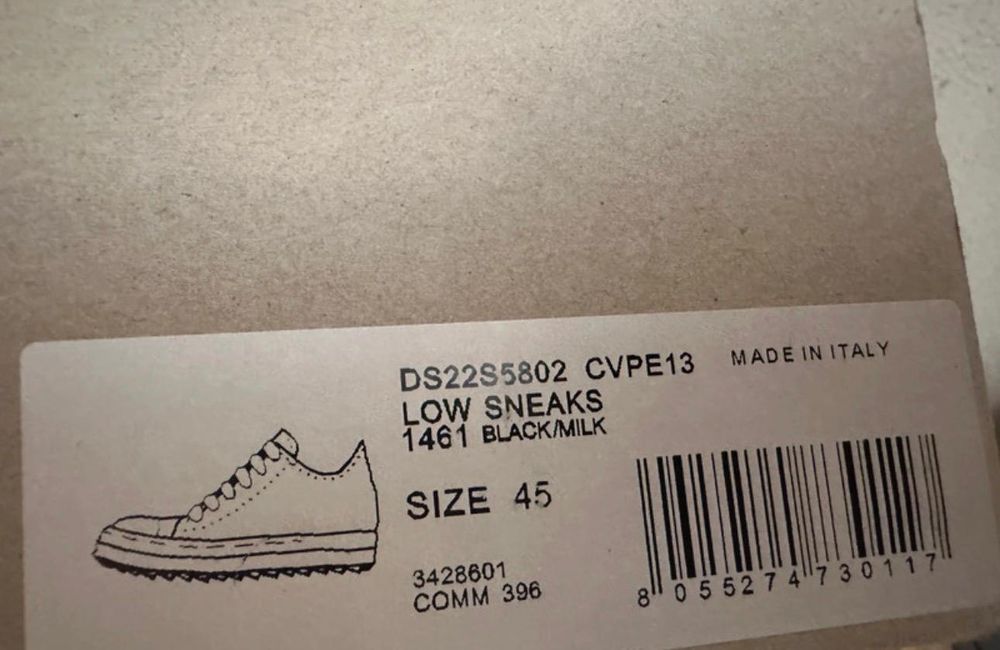 DS22S5802 CVPE13 MADE IN ITALY
LOW SNEAKS
1461 BLACK/MILK
SIZE 45
3428601
COMM 396
8 055274 730117